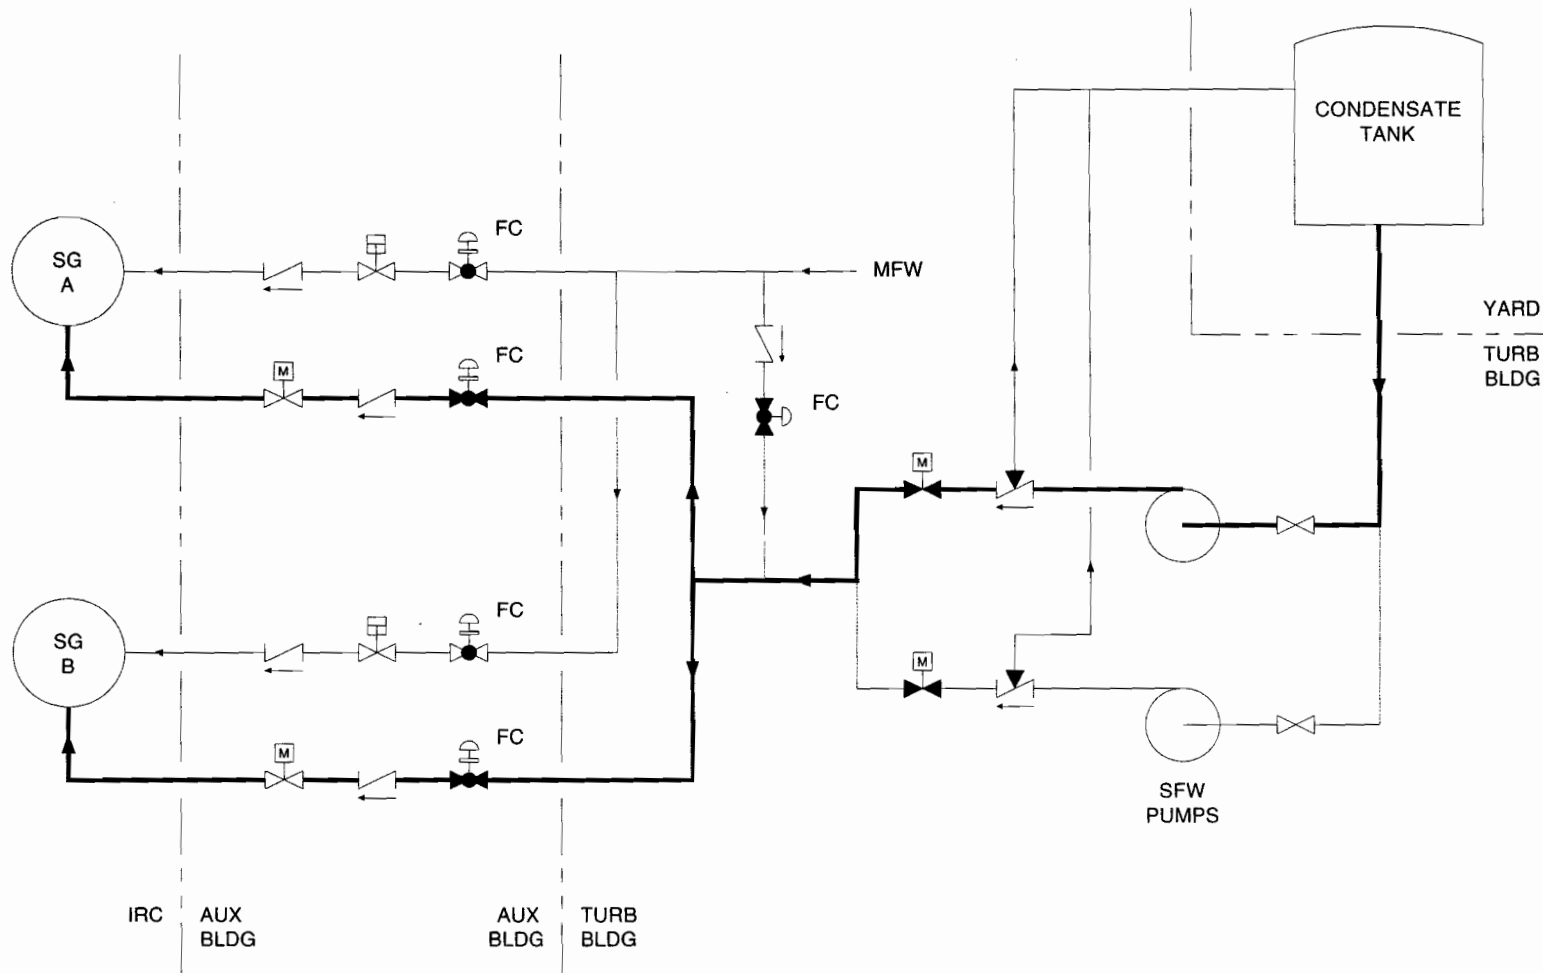 CONDENSATE
TANK
FC
SG
A
MFW
YARD
TURB
BLDG
FC
FC
M
M
FC
SG
B
M
FC
M
SFW
PUMPS
IRC
AUX
BLDG
AUX
BLDG
TURB
BLDG